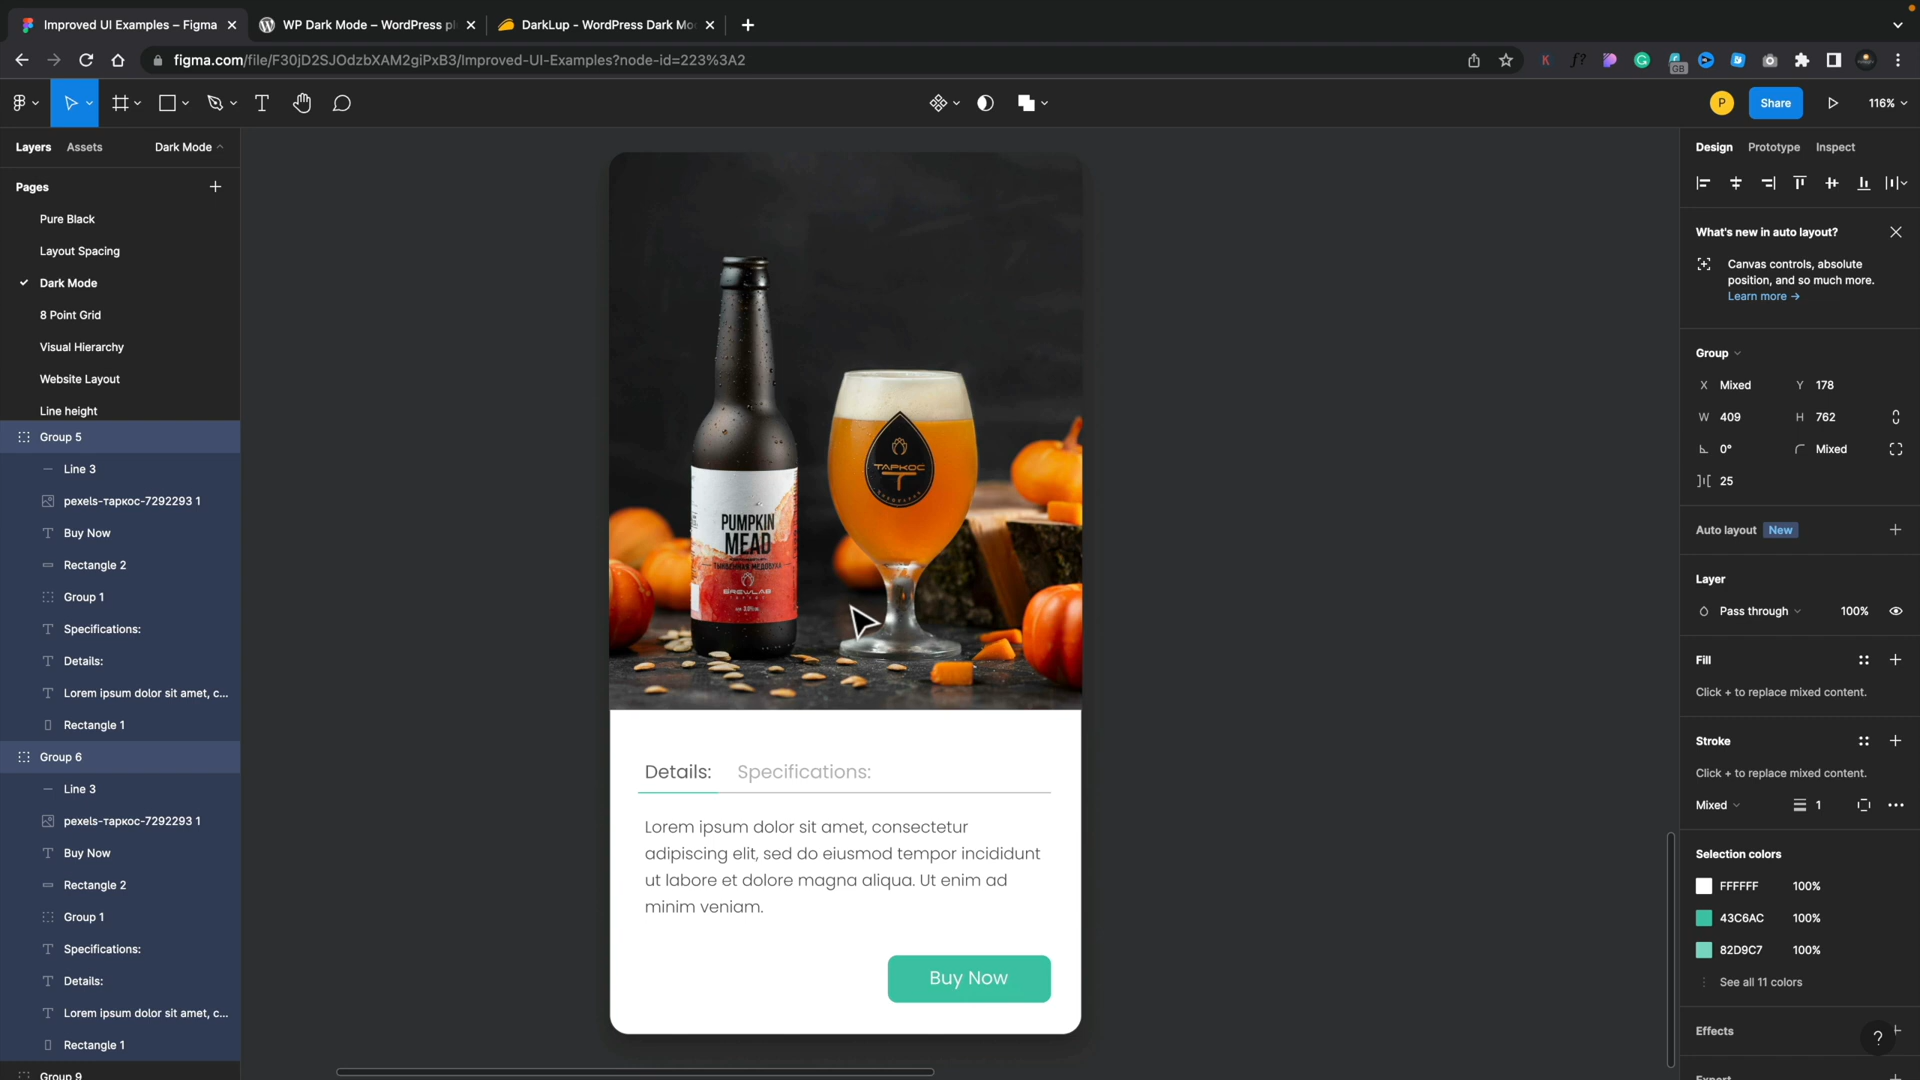 Improved UI Examples – Figma
WP Dark Mode – WordPress pl
DarkLup - WordPress Dark Mo
figma.com/file/F30jD2SJOdzbXAM2giPxB3/Improved-UI-Examples?node-id=223%3A2
GB
P
Share
116%
Layers
Assets
Dark Mode
Design
Prototype
Inspect
Pages
Pure Black
Layout Spacing
Dark Mode
8 Point Grid
Visual Hierarchy
Website Layout
Line height
Group 5
Line 3
pexels-таркос-7292293 1
Buy Now
Rectangle 2
Group 1
Specifications:
Details:
Lorem ipsum dolor sit amet, c...
Rectangle 1
Group 6
Line 3
pexels-таркос-7292293 1
Buy Now
Rectangle 2
Group 1
Specifications:
Details:
Lorem ipsum dolor sit amet, c...
Rectangle 1
Group 9
ТАРКОС
PUMPKIN
MEAD
ТЫКВЕННАЯ МЕДОВУХА
BREWLAB
Details:
Specifications:
Lorem ipsum dolor sit amet, consectetur
adipiscing elit, sed do eiusmod tempor incididunt
ut labore et dolore magna aliqua. Ut enim ad
minim veniam.
Buy Now
What's new in auto layout?
Canvas controls, absolute
position, and so much more.
Learn more →
Group
X Mixed Y 178
W 409 H 762
0° Mixed
25
Auto layout New
Layer
Pass through 100%
Fill
Click + to replace mixed content.
Stroke
Click + to replace mixed content.
Mixed 1
Selection colors
FFFFFF 100%
43C6AC 100%
82D9C7 100%
See all 11 colors
Effects
?
Export